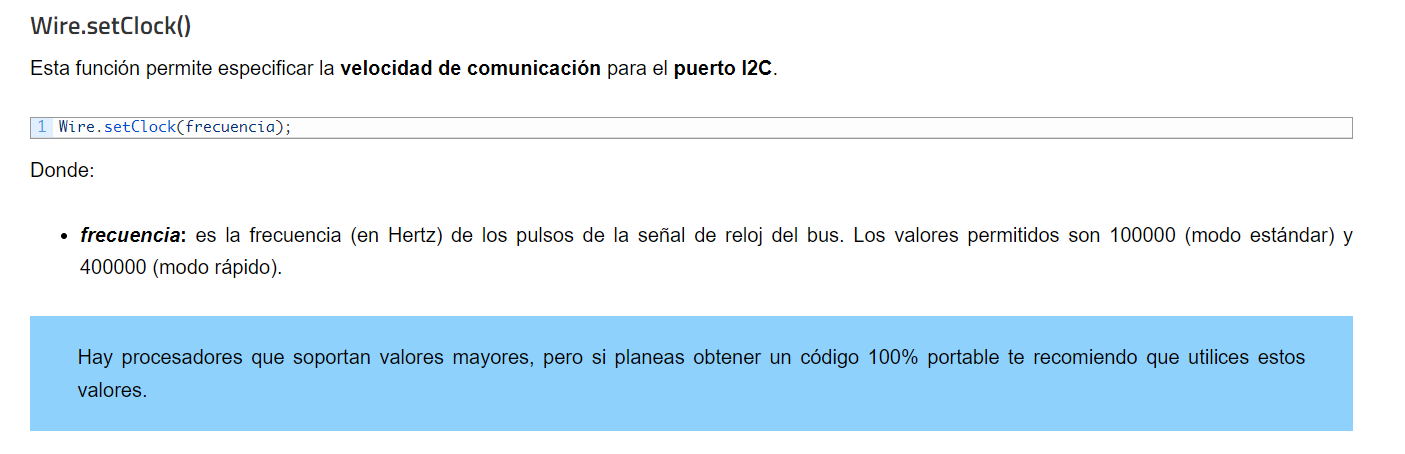 Wire.setClock()
Esta función permite especificar la velocidad de comunicación para el puerto I2C.
1 Wire.setClock(frecuencia);
Donde:
• frecuencia: es la frecuencia (en Hertz) de los pulsos de la señal de reloj del bus. Los valores permitidos son 100000 (modo estándar) y
400000 (modo rápido).
Hay procesadores que soportan valores mayores, pero si planeas obtener un código 100% portable te recomiendo que utilices estos
valores.